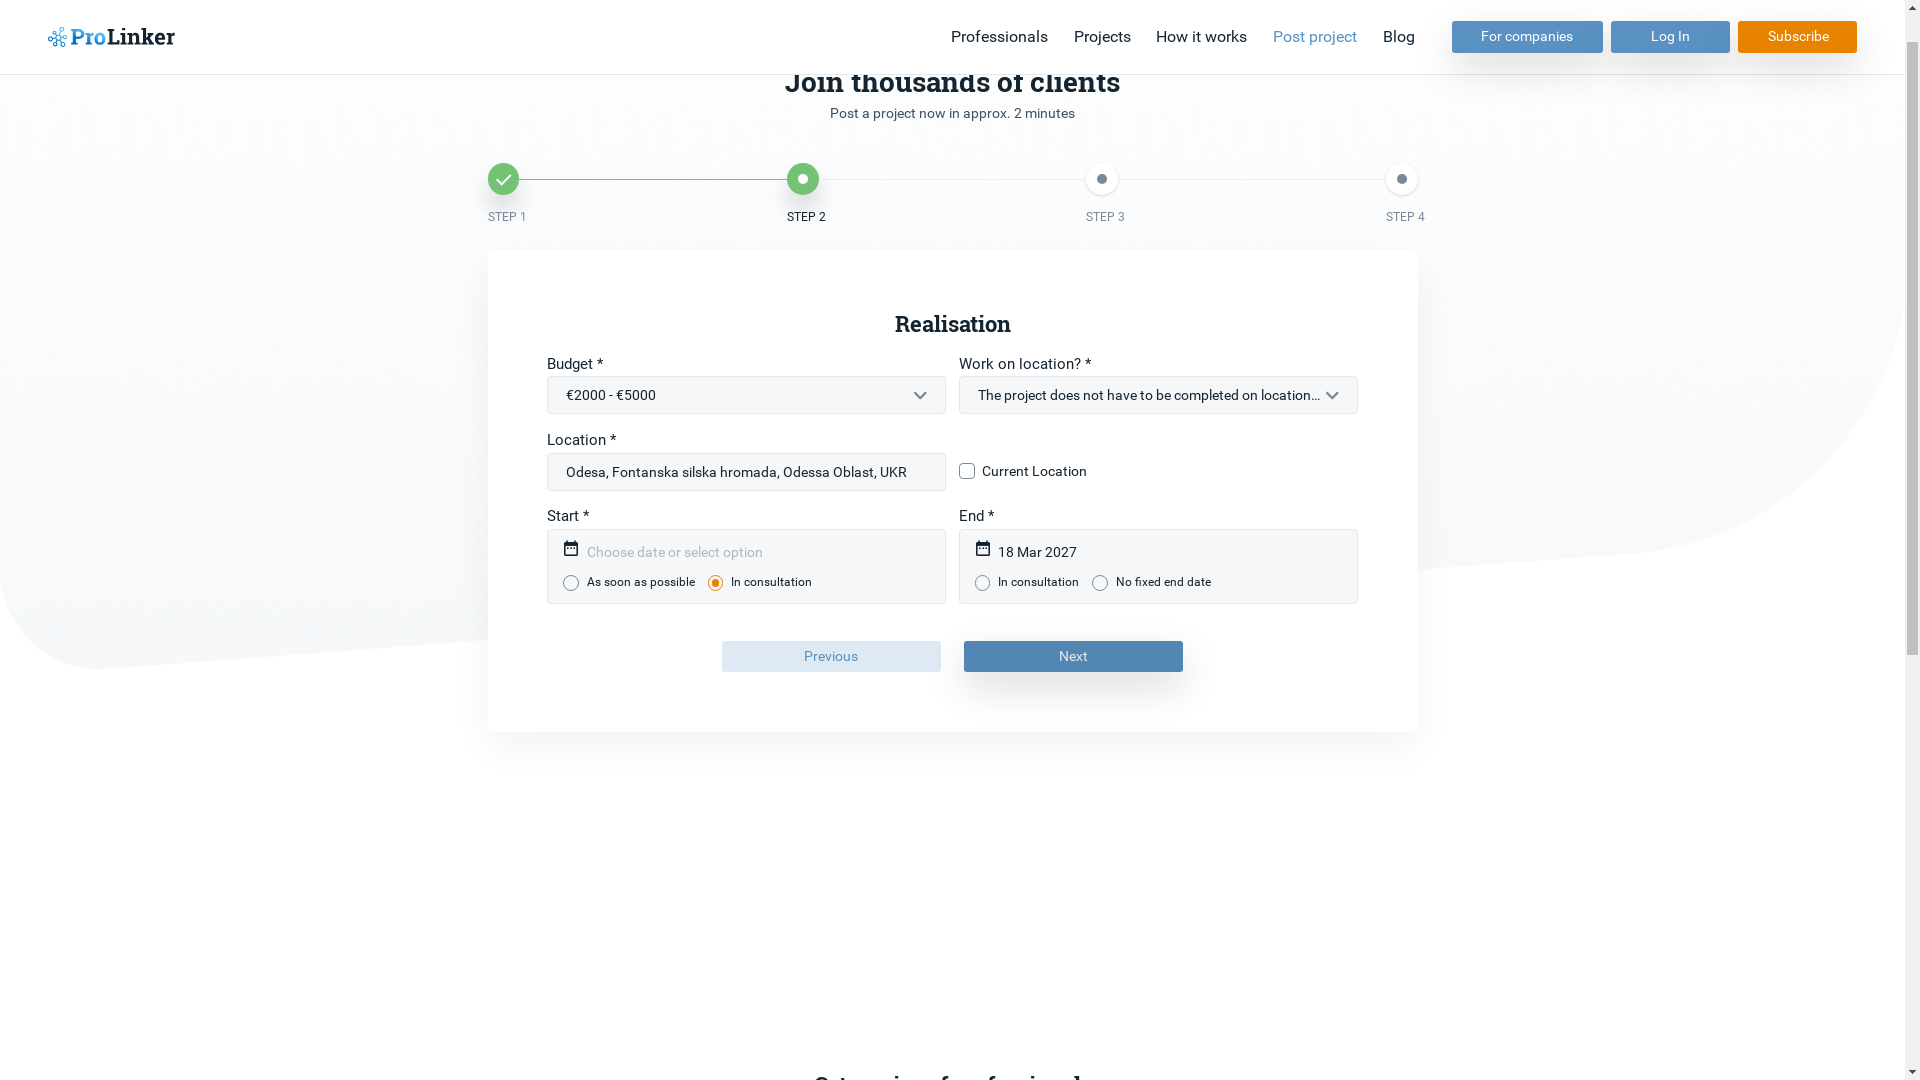 ProLinker
Professionals
Projects
How it works
Post project
Blog
For companies
Log In
Subscribe
Join thousands of clients
Post a project now in approx. 2 minutes
STEP 1
STEP 2
STEP 3
STEP 4
Realisation
Budget *
Work on location? *
€2000 - €5000
The project does not have to be completed on location...
Location *
Odesa, Fontanska silska hromada, Odessa Oblast, UKR
Current Location
Start *
End *
Choose date or select option
18 Mar 2027
As soon as possible
In consultation
In consultation
No fixed end date
Previous
Next